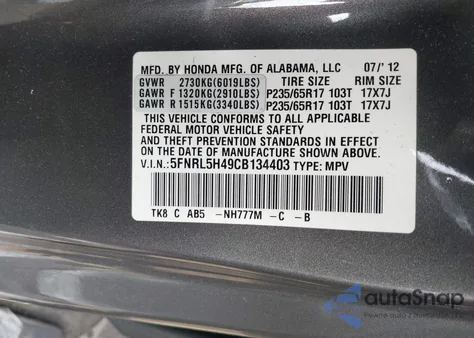 MFD. BY HONDA MFG. OF ALABAMA, LLC 07/' 12
GVWR 2730KG(6019LBS) TIRE SIZE RIM SIZE
GAWR F 1320KG(2910LBS) P235/65R17 103T 17X7J
GAWR R 1515KG(3340LBS) P235/65R17 103T 17X7J
THIS VEHICLE CONFORMS TO ALL APPLICABLE
FEDERAL MOTOR VEHICLE SAFETY
AND THEFT PREVENTION STANDARDS IN EFFECT
ON THE DATE OF MANUFACTURE SHOWN ABOVE.
V.I.N: 5FNRL5H49CB134403 TYPE: MPV
TK8 C AB5 -NH777M -C -B
autoSnap